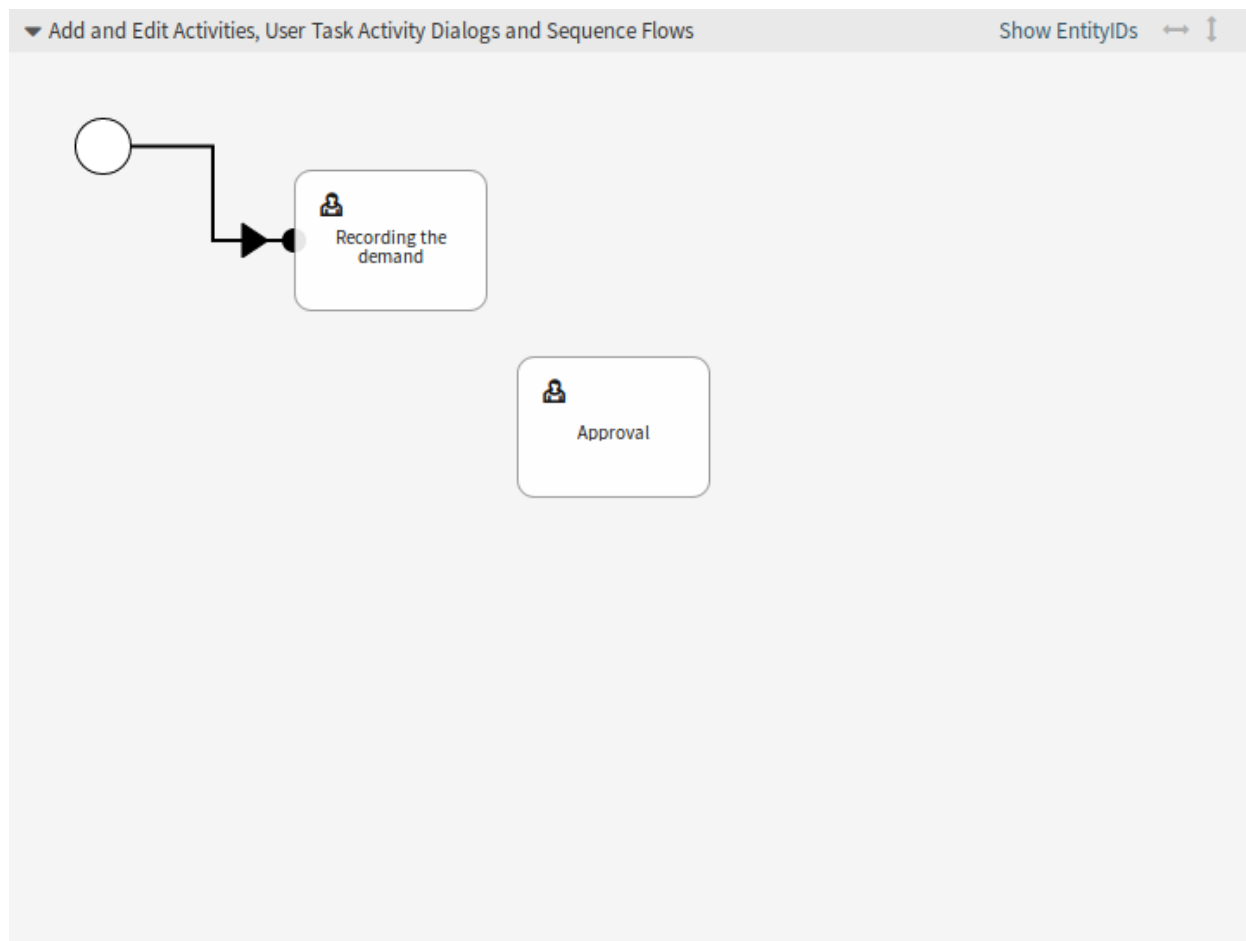 Add and Edit Activities, User Task Activity Dialogs and Sequence Flows
Show EntityIDs
Recording the
demand
Approval